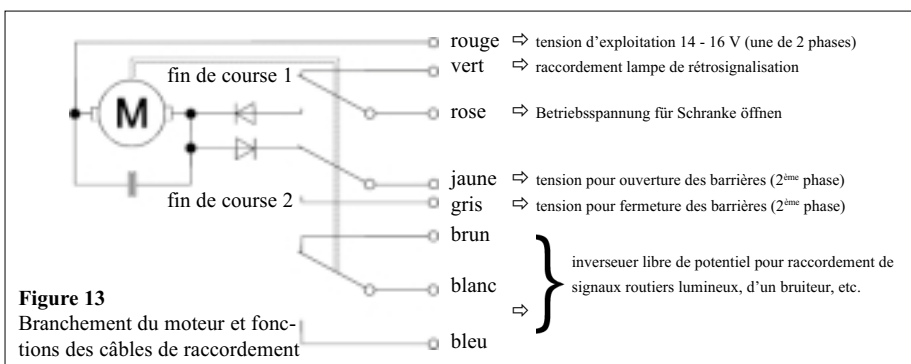 rouge ⇨ tension d’exploitation 14 - 16 V (une de 2 phases)
fin de course 1
vert ⇨ raccordement lampe de rétrosignalisation
M
rose ⇨ Betriebsspannung für Schranke öffnen
jaune ⇨ tension pour ouverture des barrières (2ème phase)
fin de course 2
gris ⇨ tension pour fermeture des barrières (2ème phase)
brun
inverseuer libre de potentiel pour raccordement de
blanc
signaux routiers lumineux, d’un bruiteur, etc.
⇨
bleu
Figure 13
Branchement du moteur et fonc-
tions des câbles de raccordement